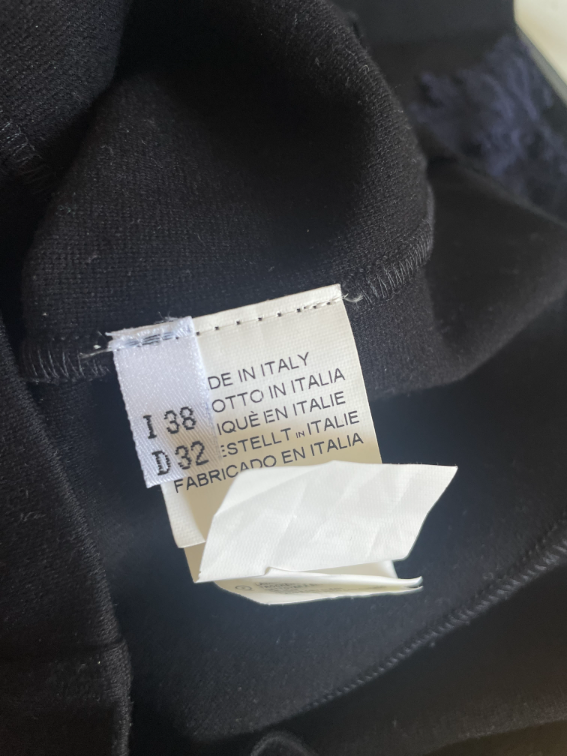 I 38
D 32
DE IN ITALY
OTTO IN ITALIA
IQUÈ EN ITALIE
ESTELLT IN ITALIE
FABRICADO EN ITALIA